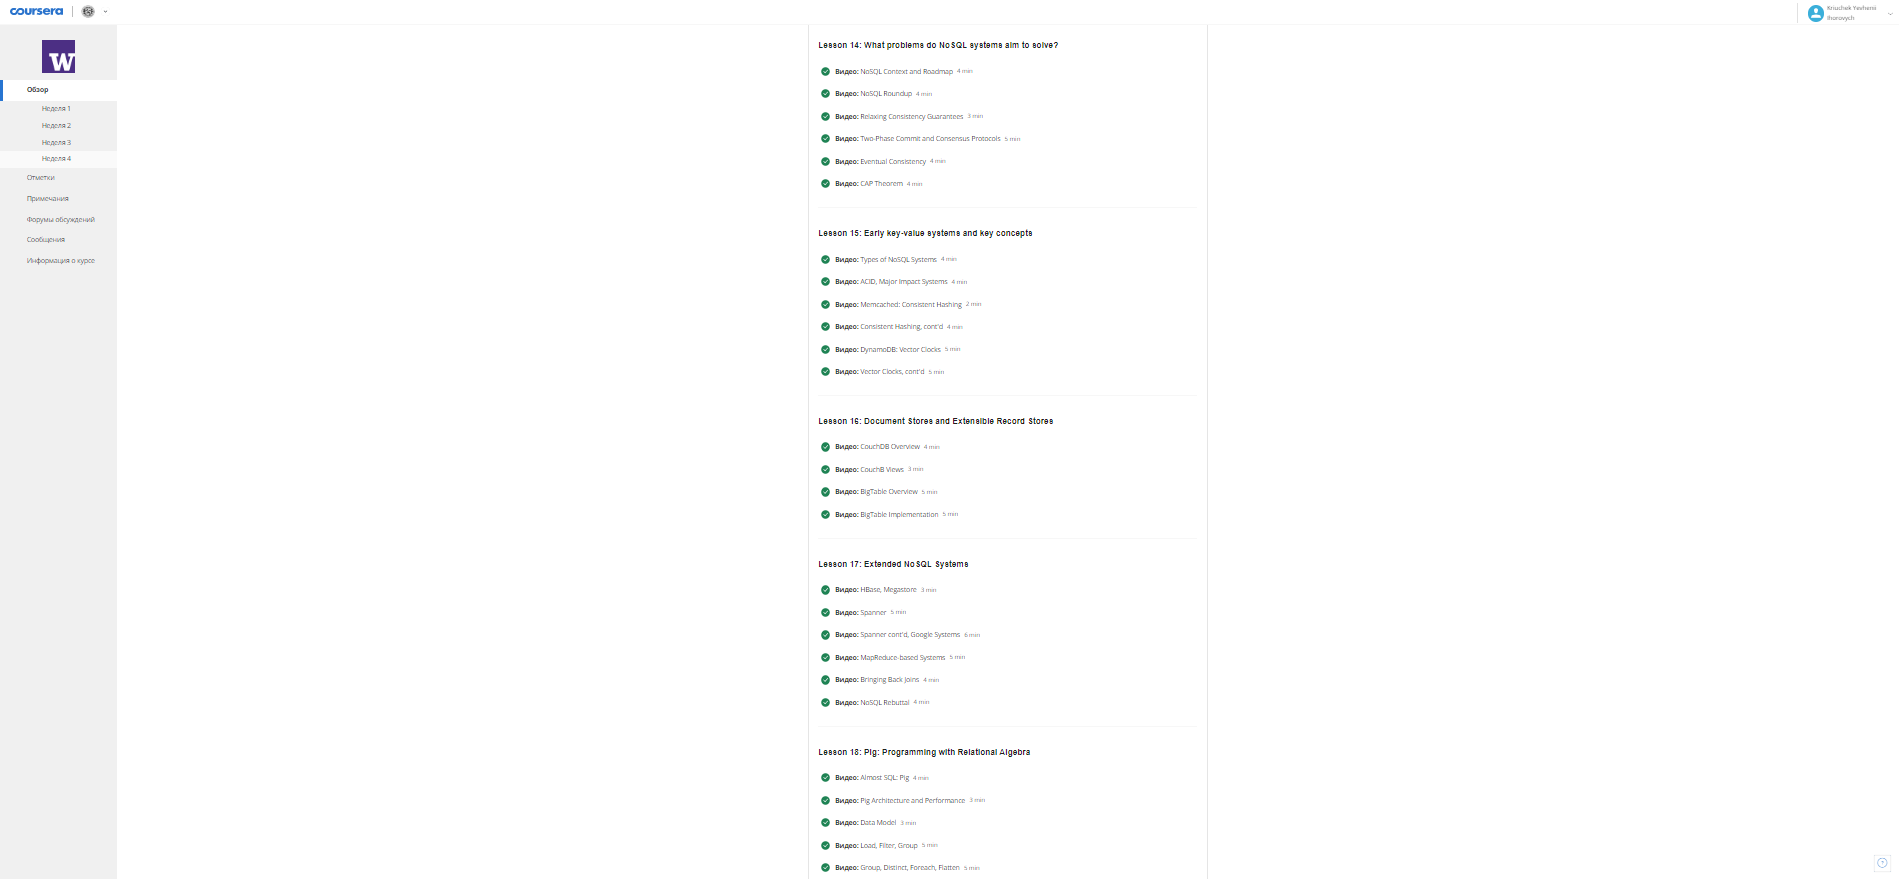 coursera
Kriuchek Yevhenii
Ihorovych
W
Обзор
Неделя 1
Неделя 2
Неделя 3
Неделя 4
Отметки
Примечания
Форумы обсуждений
Сообщения
Информация о курсе
Lesson 14: What problems do NoSQL systems aim to solve?
Видео: NoSQL Context and Roadmap 4 min
Видео: NoSQL Roundup 4 min
Видео: Relaxing Consistency Guarantees 3 min
Видео: Two-Phase Commit and Consensus Protocols 5 min
Видео: Eventual Consistency 4 min
Видео: CAP Theorem 4 min
Lesson 15: Early key-value systems and key concepts
Видео: Types of NoSQL Systems 4 min
Видео: ACID, Major Impact Systems 4 min
Видео: Memcached: Consistent Hashing 2 min
Видео: Consistent Hashing, cont'd 4 min
Видео: DynamoDB: Vector Clocks 5 min
Видео: Vector Clocks, cont'd 5 min
Lesson 16: Document Stores and Extensible Record Stores
Видео: CouchDB Overview 4 min
Видео: CouchB Views 3 min
Видео: BigTable Overview 5 min
Видео: BigTable Implementation 5 min
Lesson 17: Extended NoSQL Systems
Видео: HBase, Megastore 3 min
Видео: Spanner 5 min
Видео: Spanner cont'd, Google Systems 6 min
Видео: MapReduce-based Systems 5 min
Видео: Bringing Back Joins 4 min
Видео: NoSQL Rebuttal 4 min
Lesson 18: Pig: Programming with Relational Algebra
Видео: Almost SQL: Pig 4 min
Видео: Pig Architecture and Performance 3 min
Видео: Data Model 3 min
Видео: Load, Filter, Group 5 min
Видео: Group, Distinct, Foreach, Flatten 5 min